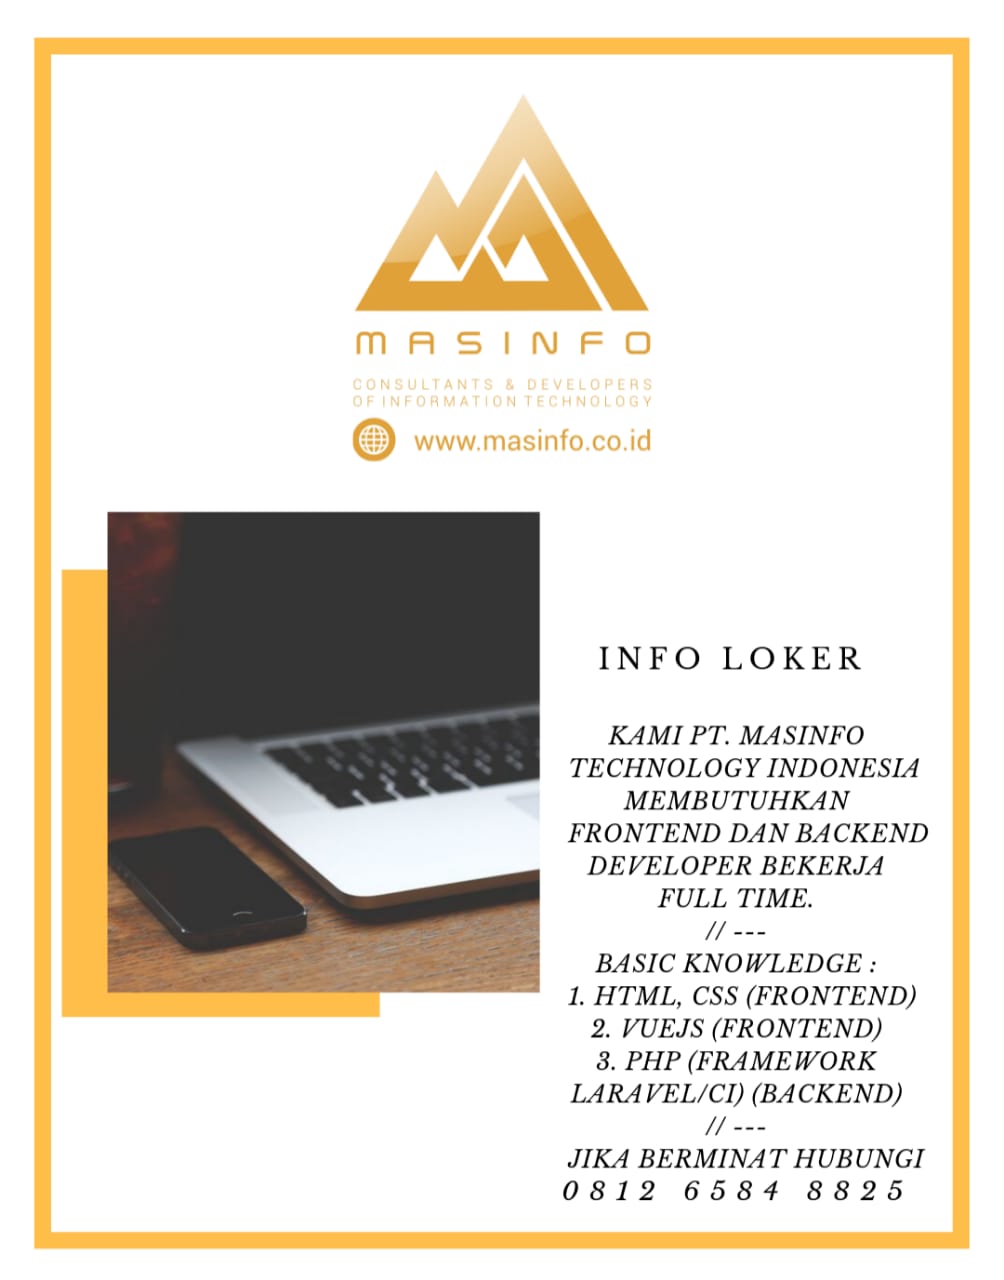 MASINFO
CONSULTANTS & DEVELOPERS
OF INFORMATION TECHNOLOGY
www.masinfo.co.id
INFO LOKER
KAMI PT. MASINFO
TECHNOLOGY INDONESIA
MEMBUTUHKAN
FRONTEND DAN BACKEND
DEVELOPER BEKERJA
FULL TIME.
// ---
BASIC KNOWLEDGE :
1. HTML, CSS (FRONTEND)
2. VUEJS (FRONTEND)
3. PHP (FRAMEWORK
LARAVEL/CI) (BACKEND)
// ---
JIKA BERMINAT HUBUNGI
0812 6584 8825